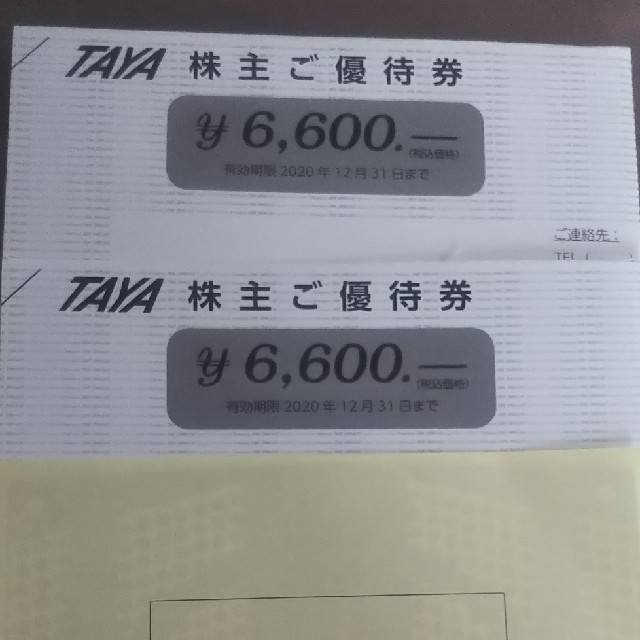 TAYA 株主ご優待券
¥ 6,600.—
(税込価格)
有効期限 2020年12月31日まで
ご連絡先:
TEL (
TAYA 株主ご優待券
¥ 6,600.—
(税込価格)
有効期限 2020年12月31日まで